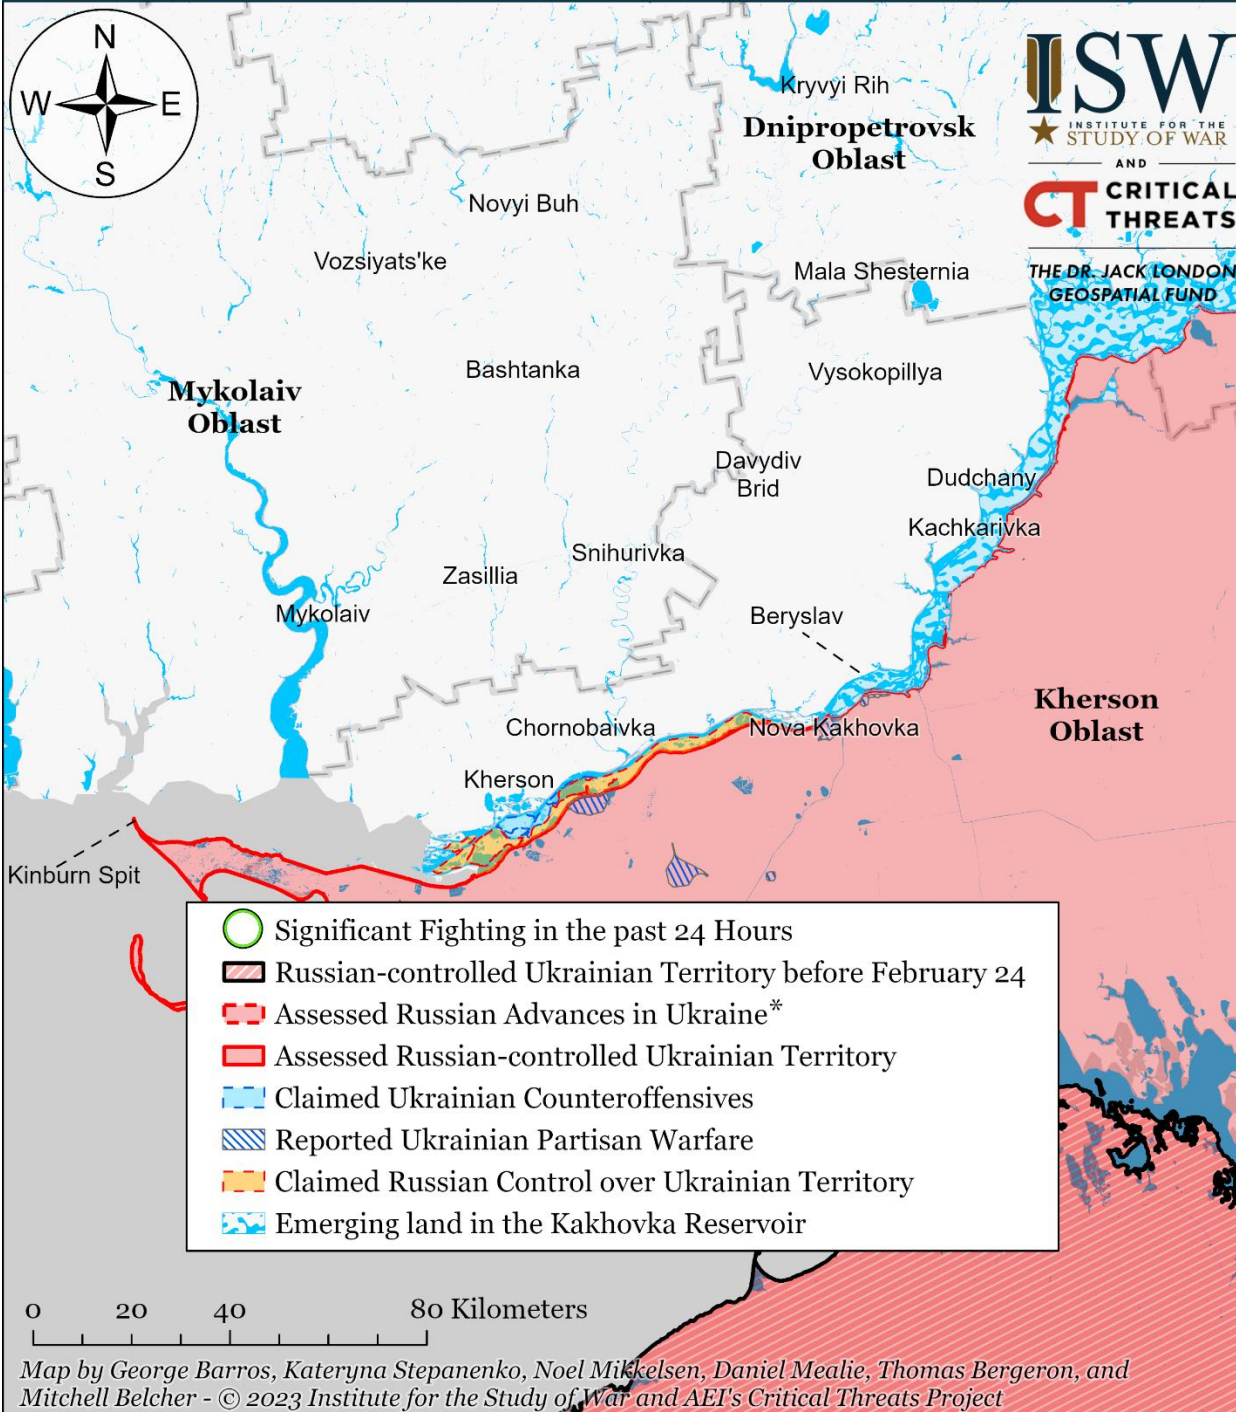 N
W
E
S
Kryvyi Rih
Dnipropetrovsk
Oblast
ISW
INSTITUTE FOR THE
STUDY OF WAR
AND
CT CRITICAL
THREATS
THE DR. JACK LONDON
GEOSPATIAL FUND
Novyi Buh
Vozsiyats'ke
Mala Shesternia
Bashtanka
Vysokopillya
Mykolaiv
Oblast
Davydiv
Brid
Dudchany
Kachkarivka
Snihurivka
Zasillia
Mykolaiv
Beryslav
Kherson
Oblast
Chornobaivka
Nova Kakhovka
Kherson
Kinburn Spit
Significant Fighting in the past 24 Hours
Russian-controlled Ukrainian Territory before February 24
Assessed Russian Advances in Ukraine*
Assessed Russian-controlled Ukrainian Territory
Claimed Ukrainian Counteroffensives
Reported Ukrainian Partisan Warfare
Claimed Russian Control over Ukrainian Territory
Emerging land in the Kakhovka Reservoir
0 20 40 80 Kilometers
Map by George Barros, Kateryna Stepanenko, Noel Mikkelsen, Daniel Mealie, Thomas Bergeron, and
Mitchell Belcher - © 2023 Institute for the Study of War and AEI's Critical Threats Project